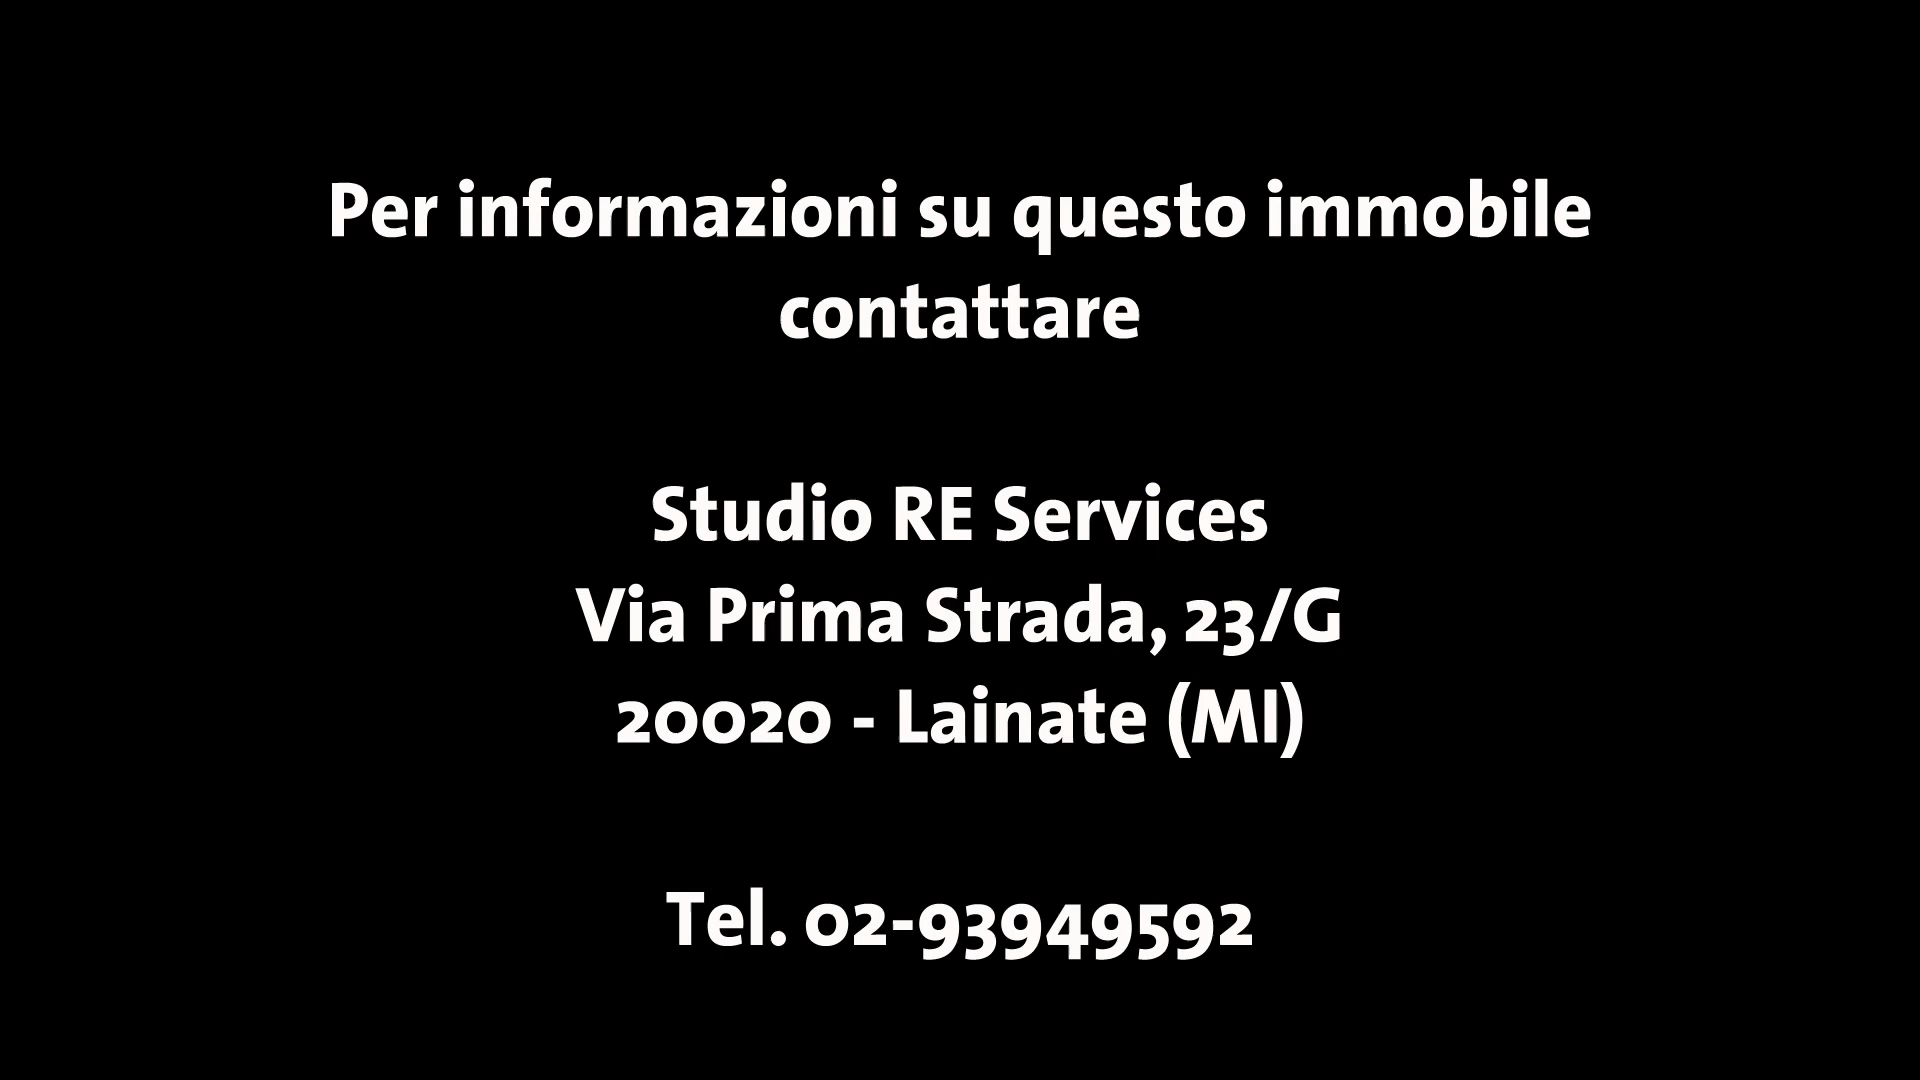 Per informazioni su questo immobile
contattare
Studio RE Services
Via Prima Strada, 23/G
20020 - Lainate (MI)
Tel. 02-93949592